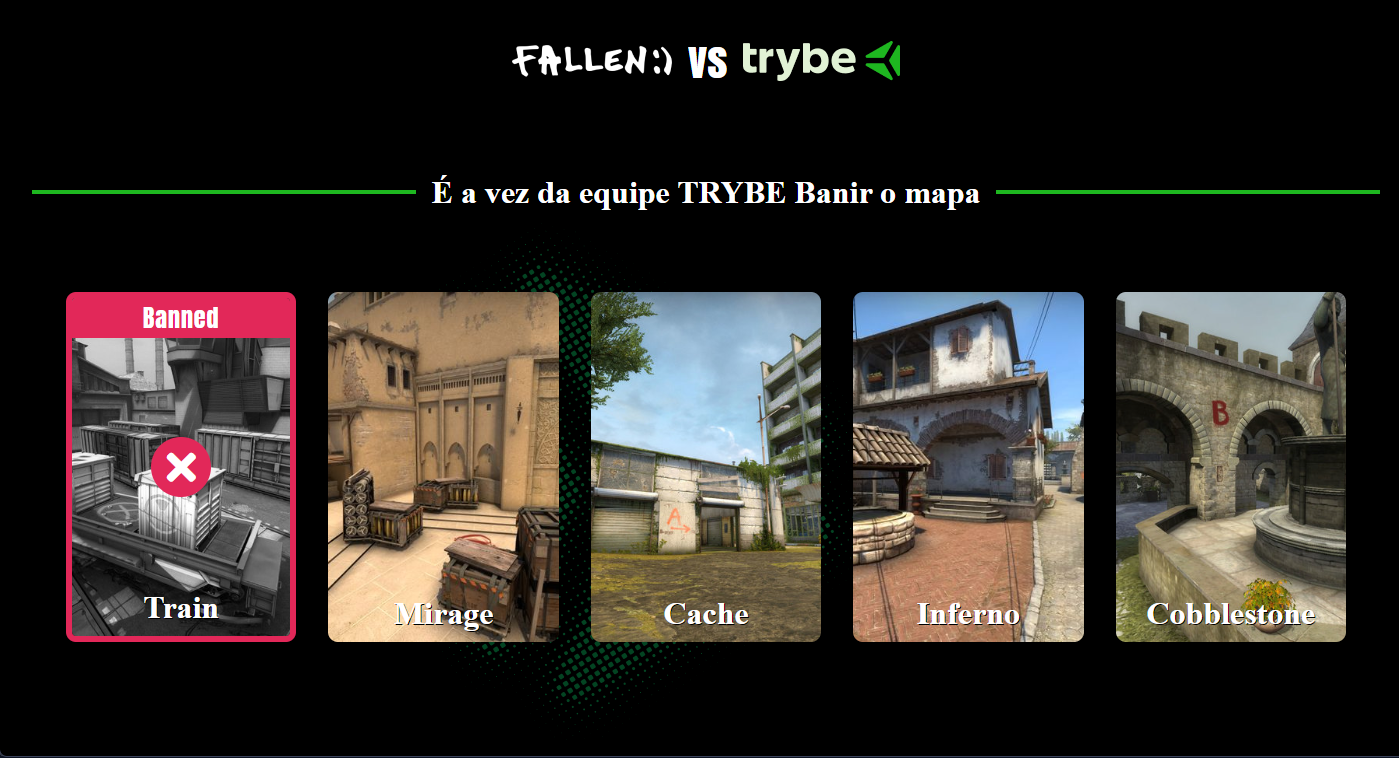 FALLEN:) VS trybe
É a vez da equipe TRYBE Banir o mapa
Banned
A
B
Train
Mirage
Cache
Inferno
Cobblestone